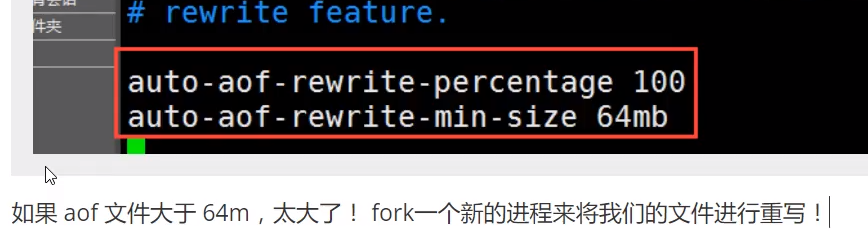 件夹
# rewrite feature.
auto-aof-rewrite-percentage 100
auto-aof-rewrite-min-size 64mb
如果 aof 文件大于 64m，太大了！ fork一个新的进程来将我们的文件进行重写！